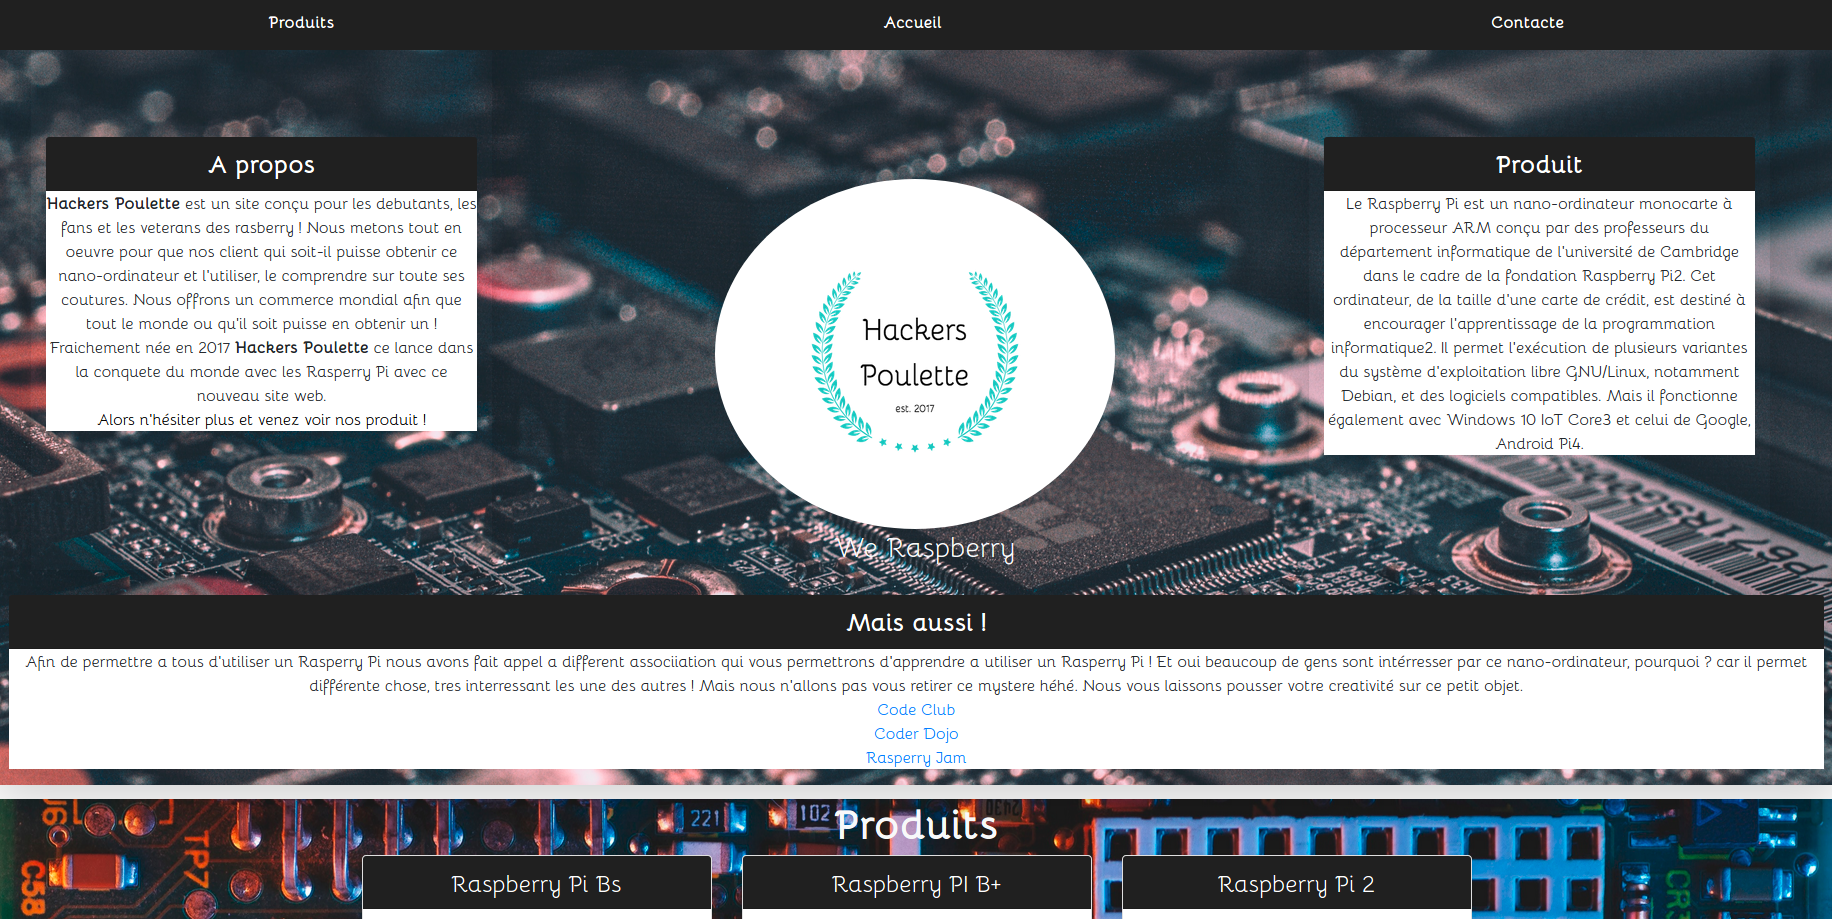 Produits
Accueil
Contacte
A propos
Hackers Poulette est un site conçu pour les debutants, les
fans et les veterans des rasberry ! Nous metons tout en
oeuvre pour que nos client qui soit-il puisse obtenir ce
nano-ordinateur et l'utiliser, le comprendre sur toute ses
coutures. Nous offrons un commerce mondial afin que
tout le monde ou qu'il soit puisse en obtenir un !
Fraichement née en 2017 Hackers Poulette ce lance dans
la conquete du monde avec les Rasperry Pi avec ce
nouveau site web.
Alors n'hésiter plus et venez voir nos produit !
Hackers
Poulette
est. 2017
We Raspberry
Produit
Le Raspberry Pi est un nano-ordinateur monocarte à
processeur ARM conçu par des professeurs du
département informatique de l'université de Cambridge
dans le cadre de la fondation Raspberry Pi2. Cet
ordinateur, de la taille d'une carte de crédit, est destiné à
encourager l'apprentissage de la programmation
informatique2. Il permet l'exécution de plusieurs variantes
du système d'exploitation libre GNU/Linux, notamment
Debian, et des logiciels compatibles. Mais il fonctionne
également avec Windows 10 IoT Core3 et celui de Google,
Android Pi4.
Mais aussi !
Afin de permettre a tous d'utiliser un Rasperry Pi nous avons fait appel a different associiation qui vous permettrons d'apprendre a utiliser un Rasperry Pi ! Et oui beaucoup de gens sont intérresser par ce nano-ordinateur, pourquoi ? car il permet
différente chose, tres interressant les une des autres ! Mais nous n'allons pas vous retirer ce mystere héhé. Nous vous laissons pousser votre creativité sur ce petit objet.
Code Club
Coder Dojo
Rasperry Jam
221
102
TP7
C58
Produits
Raspberry Pi Bs
Raspberry PI B+
Raspberry Pi 2